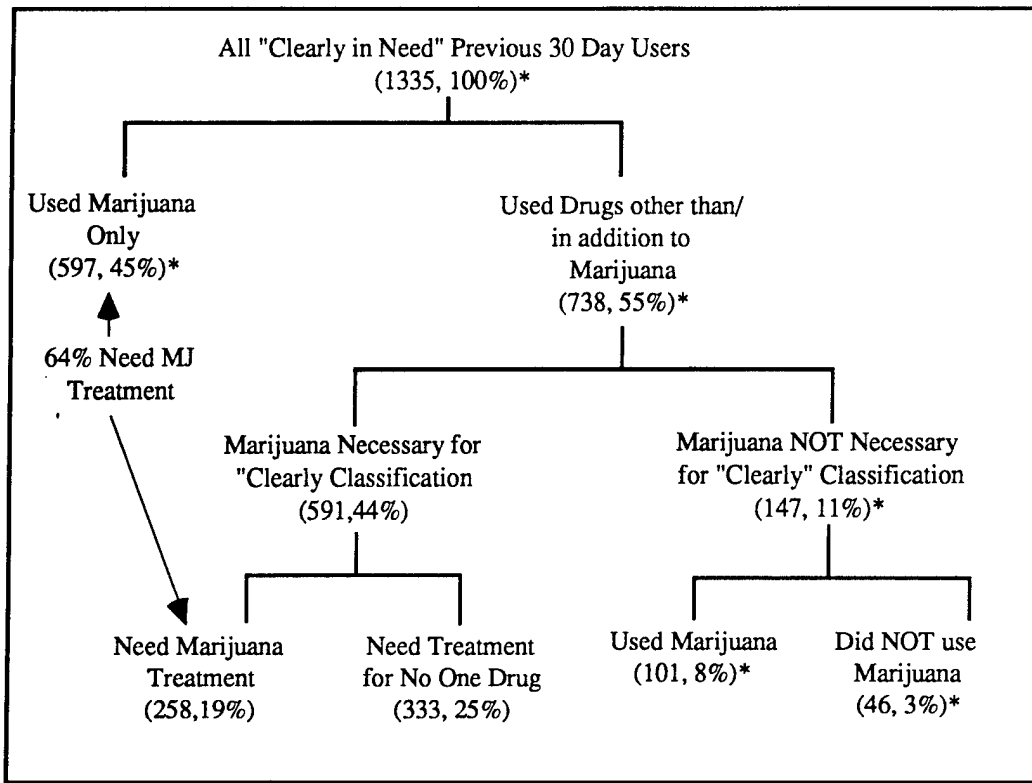 All "Clearly in Need" Previous 30 Day Users
(1335, 100%)*
Used Marijuana
Only
(597, 45%)*
Used Drugs other than/
in addition to
Marijuana
(738, 55%)*
64% Need MJ
Treatment
Marijuana Necessary for
"Clearly Classification
(591,44%)
Marijuana NOT Necessary
for "Clearly" Classification
(147, 11%)*
Need Marijuana
Treatment
(258,19%)
Need Treatment
for No One Drug
(333, 25%)
Used Marijuana
(101, 8%)*
Did NOT use
Marijuana
(46, 3%)*